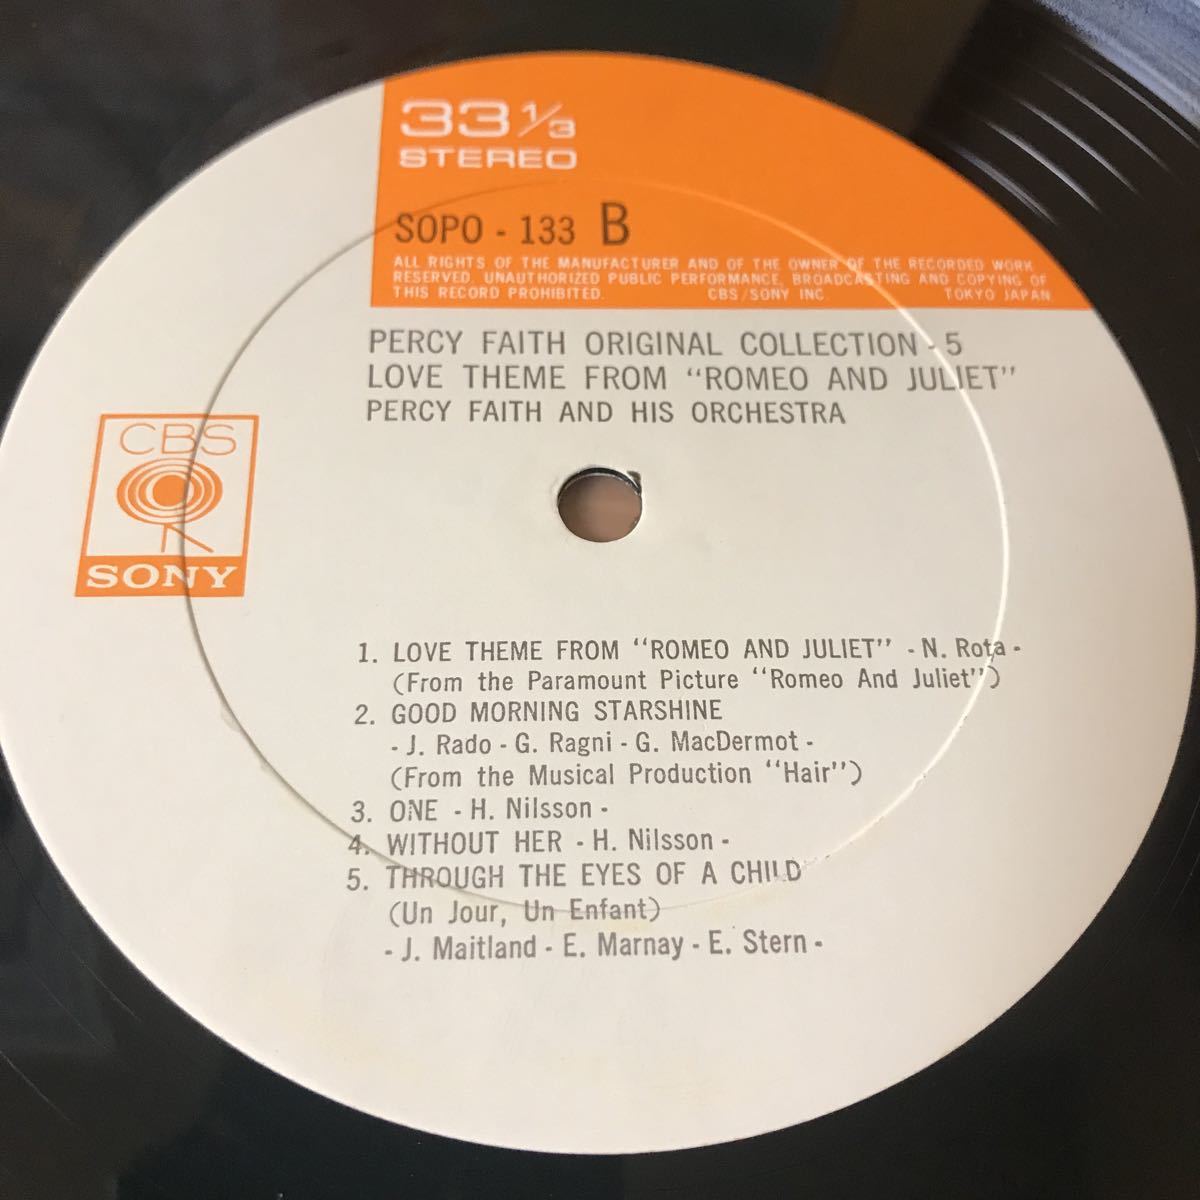 33 1/3
STEREO
SOPO - 133 B
ALL RIGHTS OF THE MANUFACTURER AND OF THE OWNER OF THE RECORDED WORK
RESERVED. UNAUTHORIZED PUBLIC PERFORMANCE, BROADCASTING AND COPYING OF
THIS RECORD PROHIBITED. CBS/SONY INC. TOKYO JAPAN
PERCY FAITH ORIGINAL COLLECTION - 5
LOVE THEME FROM "ROMEO AND JULIET"
PERCY FAITH AND HIS ORCHESTRA
CBS
SONY
1. LOVE THEME FROM "ROMEO AND JULIET" - N. Rota -
(From the Paramount Picture "Romeo And Juliet")
2. GOOD MORNING STARSHINE
- J. Rado - G. Ragni - G. MacDermot -
(From the Musical Production "Hair")
3. ONE - H. Nilsson -
4. WITHOUT HER - H. Nilsson -
5. THROUGH THE EYES OF A CHILD
(Un Jour, Un Enfant)
- J. Maitland - E. Marnay - E. Stern -